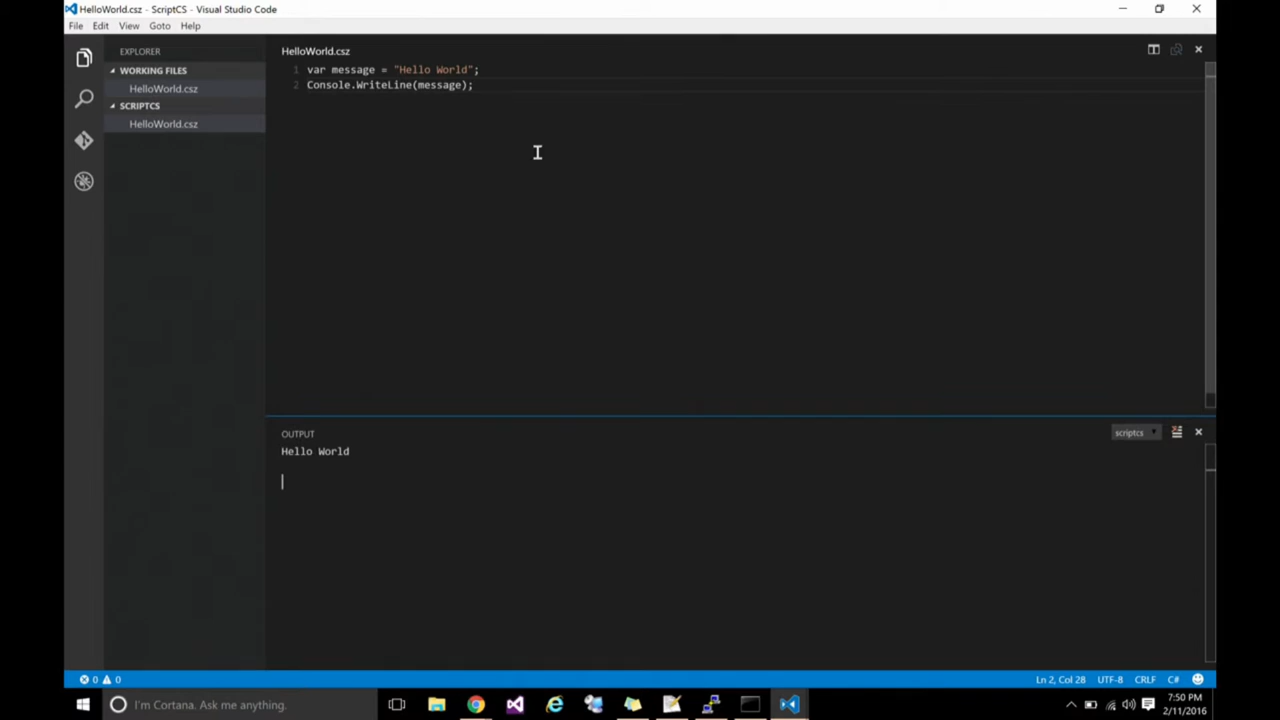 HelloWorld.csz - ScriptCS - Visual Studio Code
File Edit View Goto Help
EXPLORER
WORKING FILES
HelloWorld.csz
SCRIPTCS
HelloWorld.csz
HelloWorld.csz
1 var message = "Hello World";
2 Console.WriteLine(message);
OUTPUT
scriptcs
Hello World
0 0
Ln 2, Col 28 UTF-8 CRLF C#
I'm Cortana. Ask me anything.
7:50 PM
2/11/2016